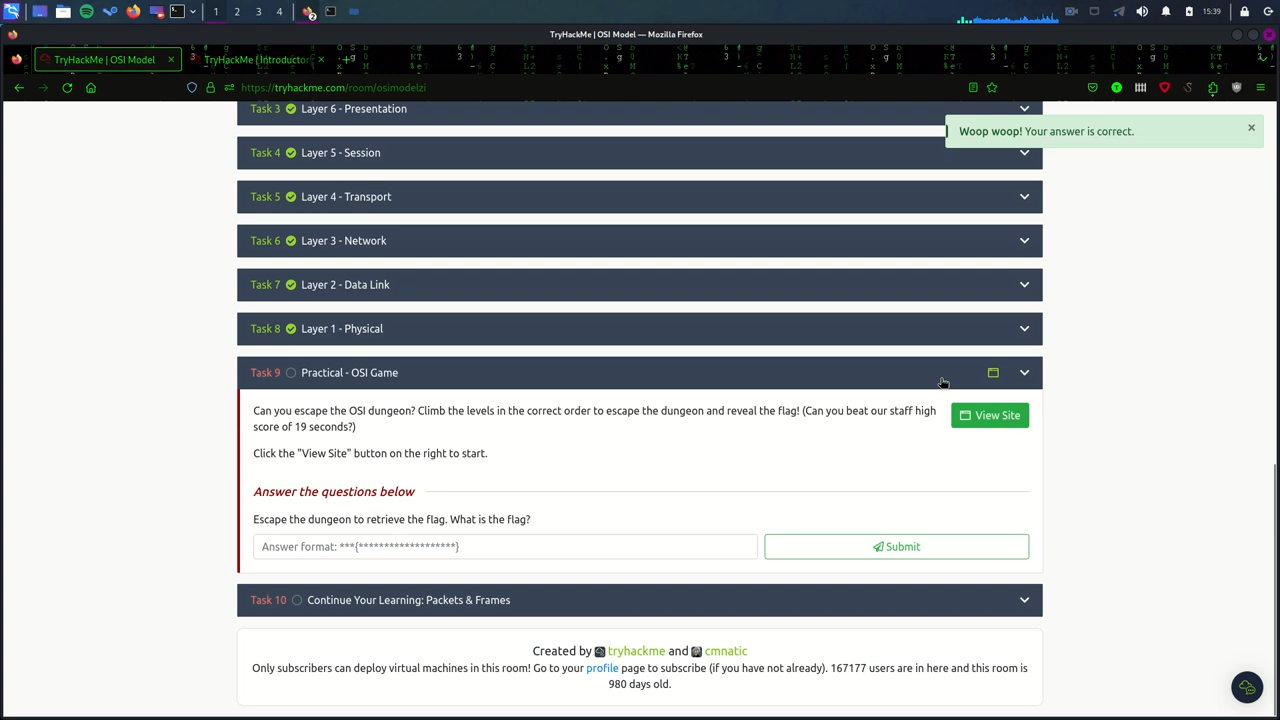 1 2 3 4
2
15:39
TryHackMe | OSI Model — Mozilla Firefox
TryHackMe | OSI Model
TryHackMe | Introductor
https://tryhackme.com/room/osimodelzi
Task 3 Layer 6 - Presentation
Woop woop! Your answer is correct.
Task 4 Layer 5 - Session
Task 5 Layer 4 - Transport
Task 6 Layer 3 - Network
Task 7 Layer 2 - Data Link
Task 8 Layer 1 - Physical
Task 9 Practical - OSI Game
Can you escape the OSI dungeon? Climb the levels in the correct order to escape the dungeon and reveal the flag! (Can you beat our staff high
score of 19 seconds?)
View Site
Click the "View Site" button on the right to start.
Answer the questions below
Escape the dungeon to retrieve the flag. What is the flag?
Answer format: ***{*******************}
Submit
Task 10 Continue Your Learning: Packets & Frames
Created by tryhackme and cmnatic
Only subscribers can deploy virtual machines in this room! Go to your profile page to subscribe (if you have not already). 167177 users are in here and this room is
980 days old.